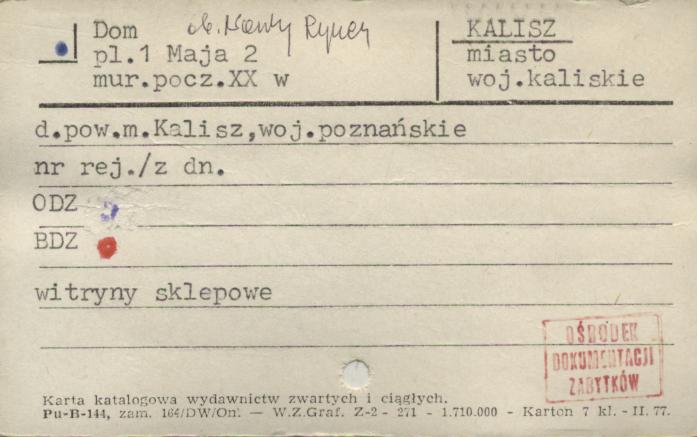 Dom ob. Nowy Rynek
pl.1 Maja 2
mur.pocz.XX w
KALISZ
miasto
woj.kaliskie
d.pow.m.Kalisz,woj.poznańskie
nr rej./z dn.
ODZ
BDZ
witryny sklepowe
OŚRODEK
DOKUMENTACJI
ZABYTKÓW
Karta katalogowa wydawnictw zwartych i ciągłych.
Pu-B-144, zam. 164/DW/Onl — W.Z.Graf. Z-2 - 271 - 1.710.000 - Karton 7 kl. - II. 77.